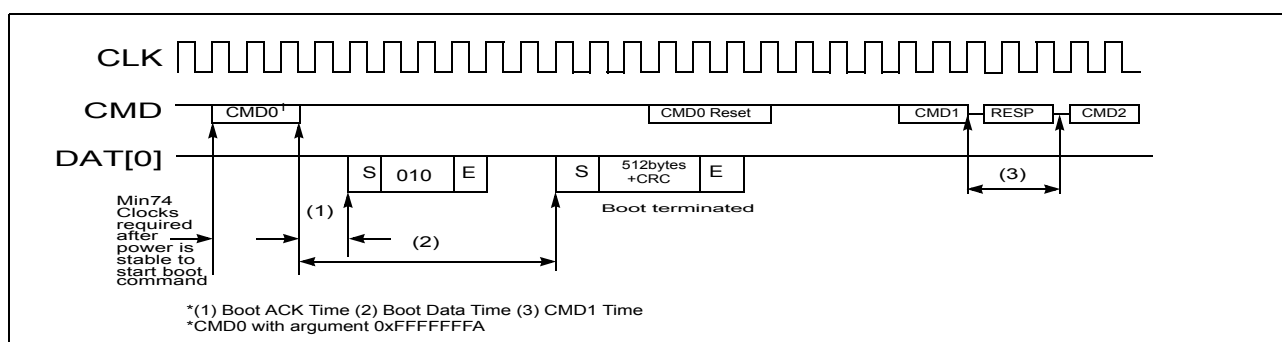 CLK
CMD
CMD0¹
CMD0 Reset
CMD1
RESP
CMD2
DAT[0]
S
010
E
S
512bytes
+CRC
E
(3)
Boot terminated
Min74
Clocks
required
after
power is
stable to
start boot
command
(1)
(2)
*(1) Boot ACK Time (2) Boot Data Time (3) CMD1 Time
*CMD0 with argument 0xFFFFFFFA